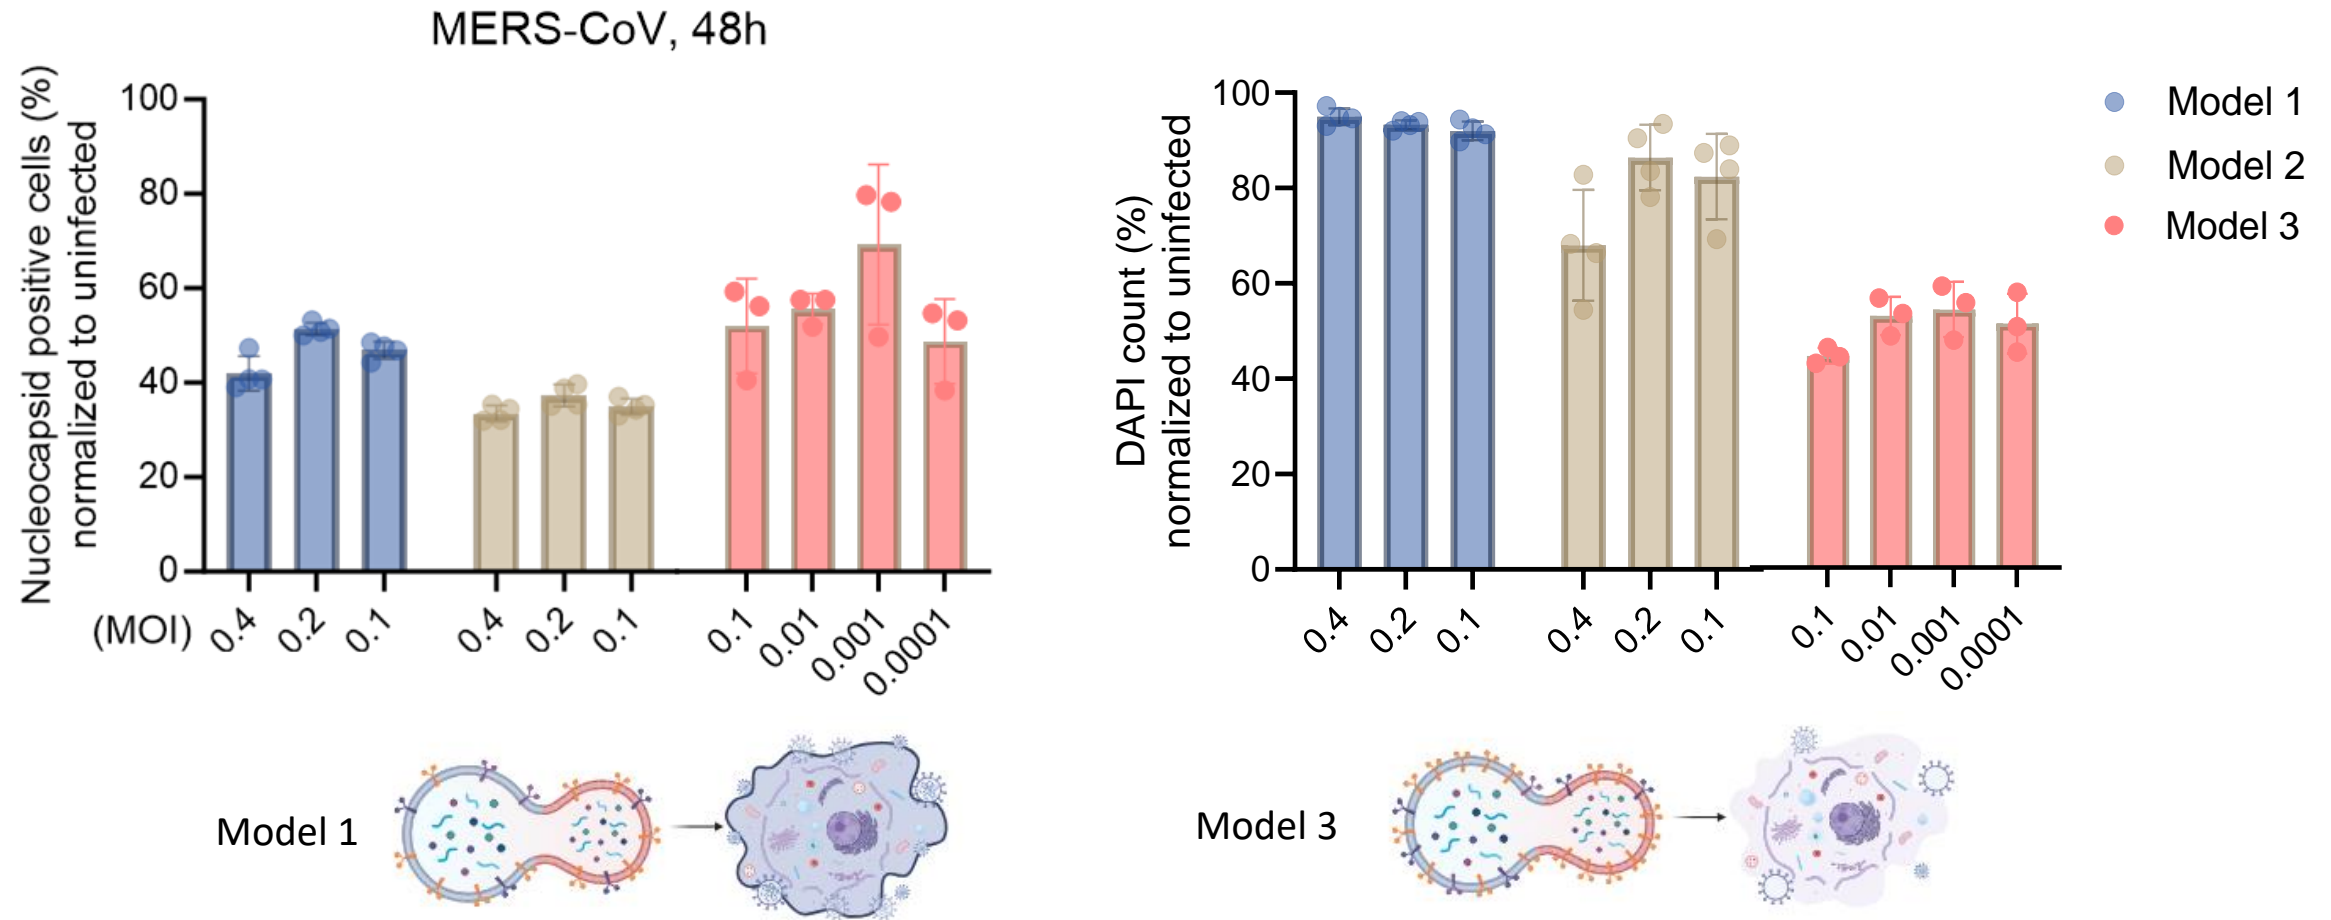 MERS-CoV, 48h
Nucleocapsid positive cells (%)
normalized to uninfected
100
80
60
40
20
0
(MOI)
0.4
0.2
0.1
0.4
0.2
0.1
0.1
0.01
0.001
0.0001
DAPI count (%)
normalized to uninfected
100
80
60
40
20
0
0.4
0.2
0.1
0.4
0.2
0.1
0.1
0.01
0.001
0.0001
Model 1
Model 2
Model 3
Model 1
Model 3